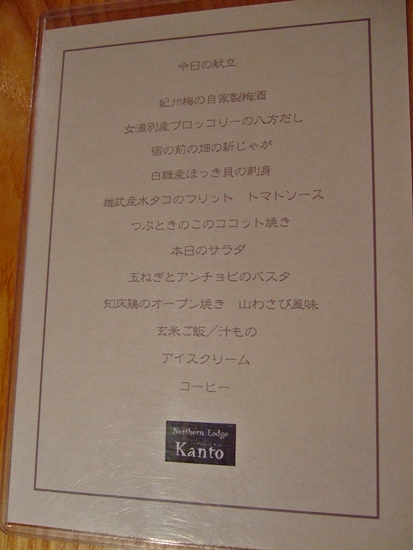 今日の献立
紀州梅の自家製梅酒
女満別産ブロッコリーの八方だし
宿の前の畑の新じゃが
白糠産ほっき貝の刺身
雄武産水タコのフリット　トマトソース
つぶときのこのココット焼き
本日のサラダ
玉ねぎとアンチョビのパスタ
知床鶏のオーブン焼き　山わさび風味
玄米ご飯／汁もの
アイスクリーム
コーヒー
Northern Lodge
Kanto